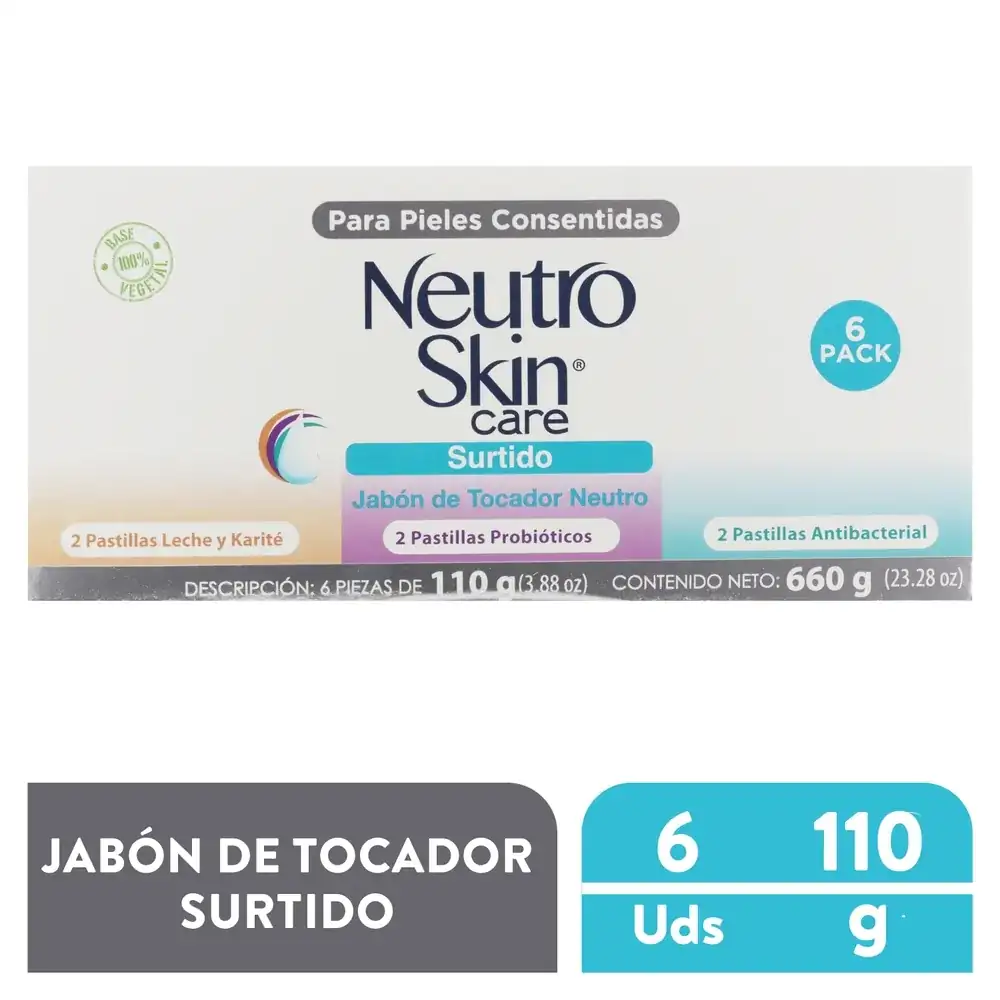 Para Pieles Consentidas
BASE
100%
VEGETAL
Neutro
Skin®
care
6
PACK
Surtido
Jabón de Tocador Neutro
2 Pastillas Leche y Karité
2 Pastillas Probióticos
2 Pastillas Antibacterial
DESCRIPCIÓN: 6 PIEZAS DE 110 g(3.88 oz) CONTENIDO NETO: 660 g (23.28 oz)
JABÓN DE TOCADOR
SURTIDO
6 110
Uds g